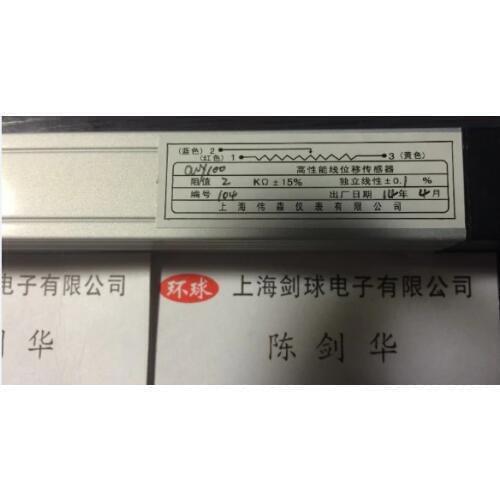 (蓝色) 2
(红色) 1 3 (黄色)
高性能线位移传感器
阻值 2 KΩ ± 15% 独立线性 ± 0.1 %
编号 104 出厂日期 14年 4月
上海伟森仪表有限公司
电子有限公司 环球 上海剑球电子有限公司
华 陈剑华